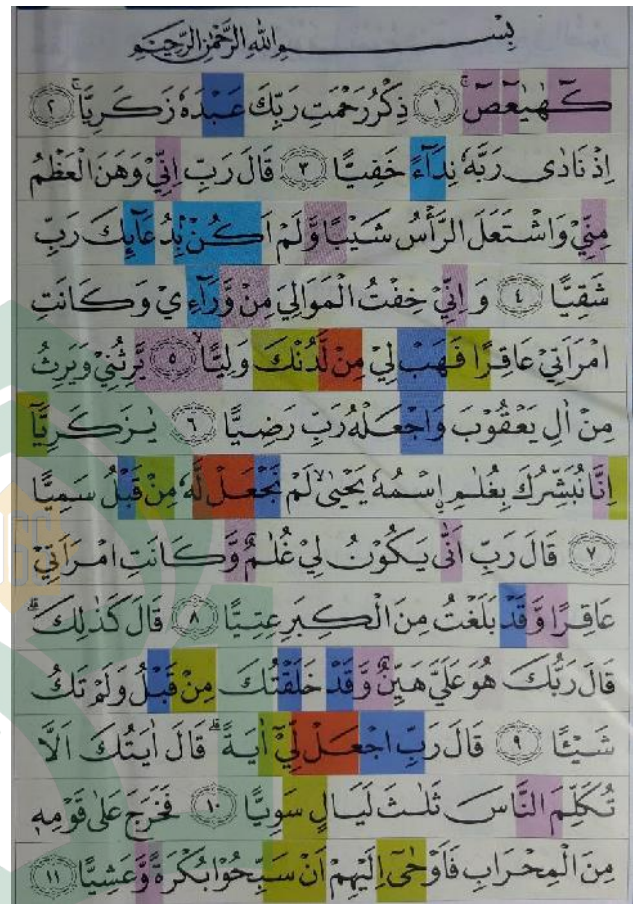 بِسْــــــمِ اللهِ الرَّحْمٰنِ الرَّحِيْمِ
كٓهٰيٰعٓصٓ ۚ ١ ذِكْرُ رَحْمَتِ رَبِّكَ عَبْدَهٗ زَكَرِيَّا ۚ ٢
اِذْ نَادٰى رَبَّهٗ نِدَاۤءً خَفِيًّا ٣ قَالَ رَبِّ اِنِّيْ وَهَنَ الْعَظْمُ
مِنِّيْ وَاشْتَعَلَ الرَّأْسُ شَيْبًا وَّلَمْ اَكُنْۢ بِدُعَاۤىِٕكَ رَبِّ
شَقِيًّا ٤ وَاِنِّيْ خِفْتُ الْمَوَالِيَ مِنْ وَّرَاۤءِيْ وَكَانَتِ
امْرَاَتِيْ عَاقِرًا فَهَبْ لِيْ مِنْ لَّدُنْكَ وَلِيًّا ۙ ٥ يَّرِثُنِيْ وَيَرِثُ
مِنْ اٰلِ يَعْقُوْبَ وَاجْعَلْهُ رَبِّ رَضِيًّا ٦ يٰزَكَرِيَّآ
اِنَّا نُبَشِّرُكَ بِغُلٰمِ ࣙاسْمُهٗ يَحْيٰىۙ لَمْ نَجْعَلْ لَّهٗ مِنْ قَبْلُ سَمِيًّا
٧ قَالَ رَبِّ اَنّٰى يَكُوْنُ لِيْ غُلٰمٌ وَّكَانَتِ امْرَاَتِيْ
عَاقِرًا وَّقَدْ بَلَغْتُ مِنَ الْكِبَرِ عِتِيًّا ٨ قَالَ كَذٰلِكَ ۗ
قَالَ رَبُّكَ هُوَ عَلَيَّ هَيِّنٌ وَّقَدْ خَلَقْتُكَ مِنْ قَبْلُ وَلَمْ تَكُ
شَيْـًٔا ٩ قَالَ رَبِّ اجْعَلْ لِّيْٓ اٰيَةً ۗ قَالَ اٰيَتُكَ اَلَّا
تُكَلِّمَ النَّاسَ ثَلٰثَ لَيَالٍ سَوِيًّا ١٠ فَخَرَجَ عَلٰى قَوْمِهٖ
مِنَ الْمِحْرَابِ فَاَوْحٰٓى اِلَيْهِمْ اَنْ سَبِّحُوْا بُكْرَةً وَّعَشِيًّا ١١